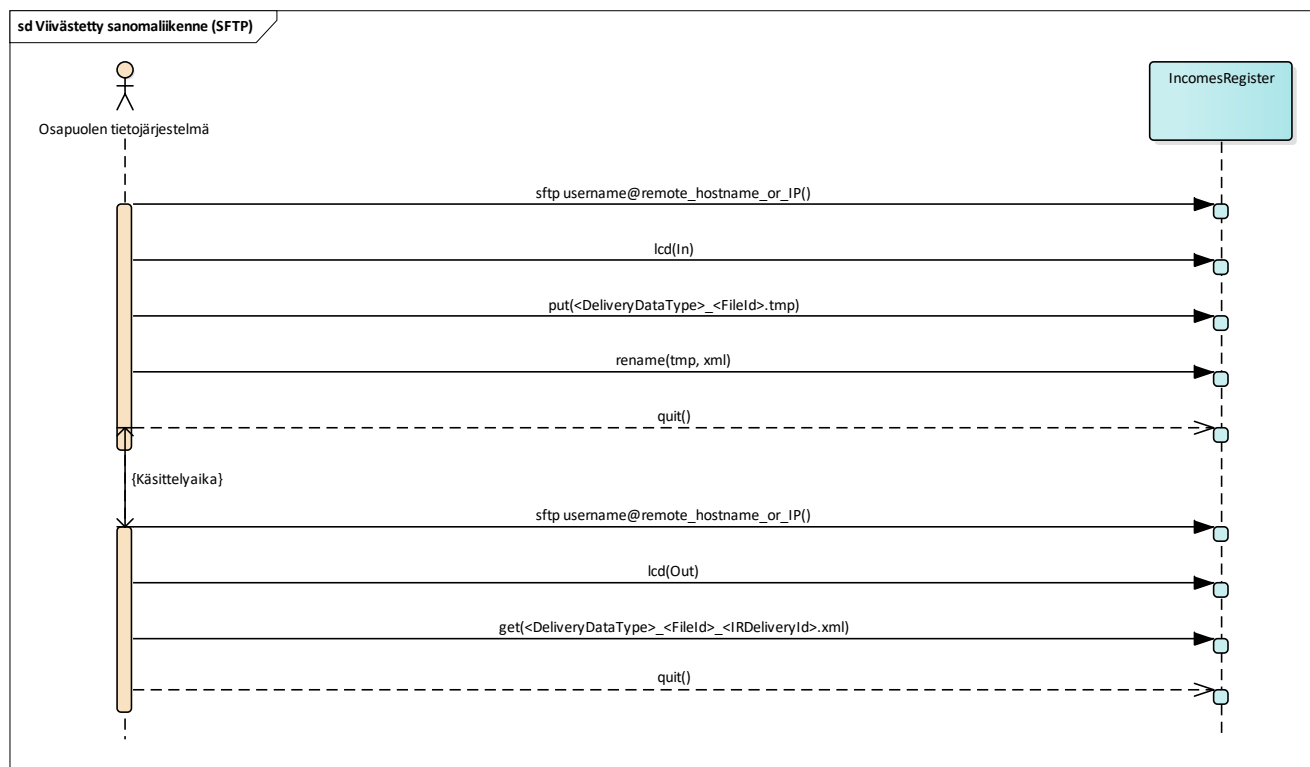 sd Viivästetty sanomaliikenne (SFTP)
IncomesRegister
Osapuolen tietojärjestelmä
sftp username@remote_hostname_or_IP()
lcd(In)
put(<DeliveryDataType>_<FileId>.tmp)
rename(tmp, xml)
quit()
{Käsittelyaika}
sftp username@remote_hostname_or_IP()
lcd(Out)
get(<DeliveryDataType>_<FileId>_<IRDeliveryId>.xml)
quit()